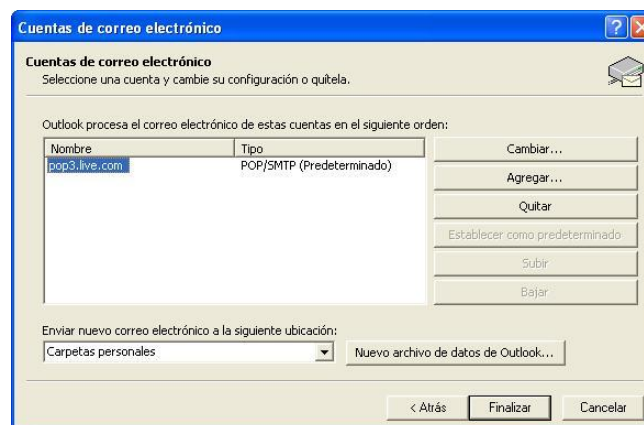 Cuentas de correo electrónico
Cuentas de correo electrónico
Seleccione una cuenta y cambie su configuración o quítela.
Outlook procesa el correo electrónico de estas cuentas en el siguiente orden:
Nombre Tipo
pop3.live.com POP/SMTP (Predeterminado)
Cambiar...
Agregar...
Quitar
Establecer como predeterminado
Subir
Bajar
Enviar nuevo correo electrónico a la siguiente ubicación:
Carpetas personales Nuevo archivo de datos de Outlook...
< Atrás Finalizar Cancelar